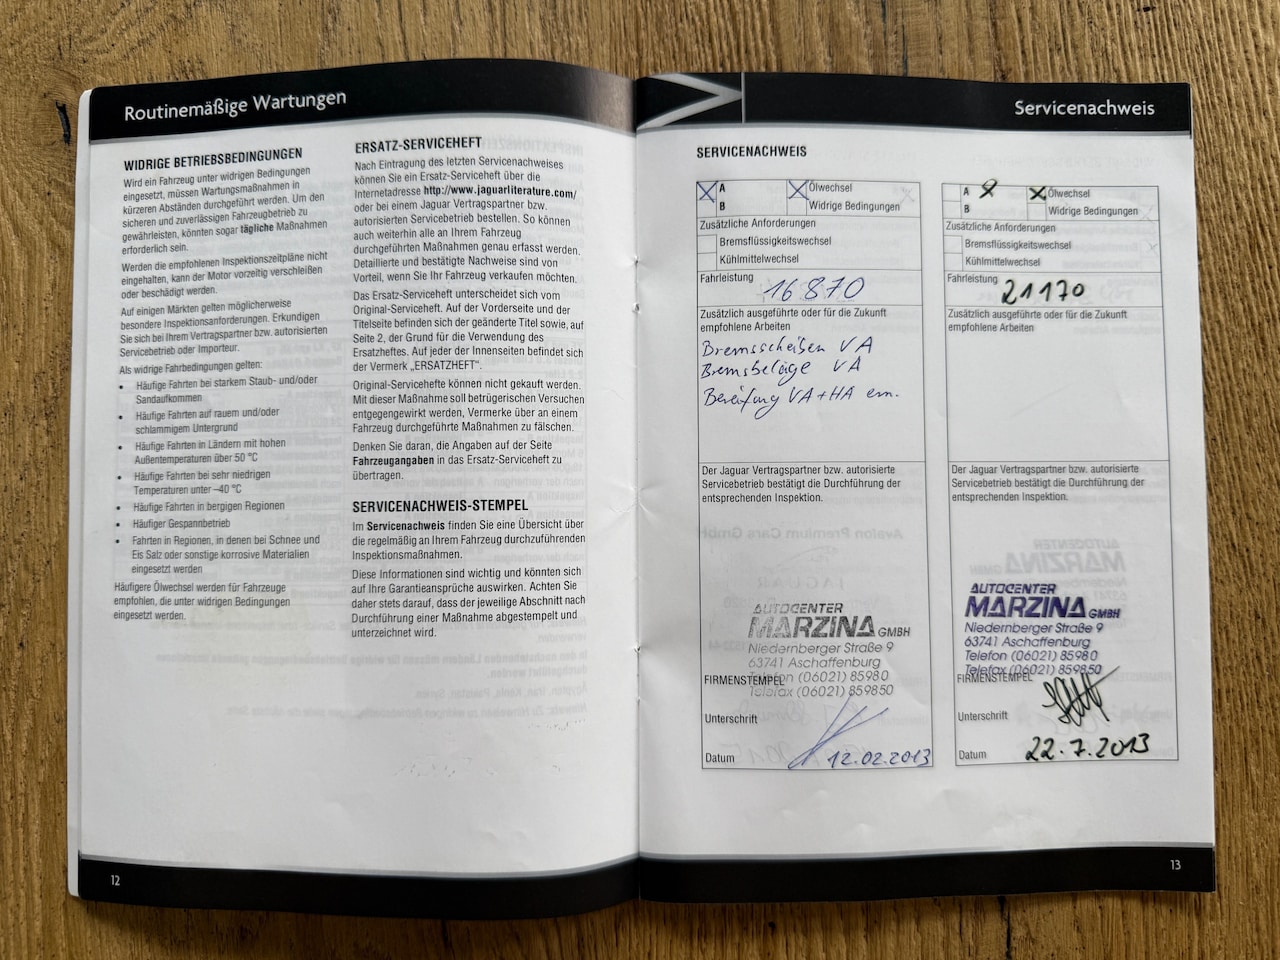 Routinemäßige Wartungen
WIDRIGE BETRIEBSBEDINGUNGEN
Wird ein Fahrzeug unter widrigen Bedingungen
eingesetzt, müssen Wartungsmaßnahmen in
kürzeren Abständen durchgeführt werden. Um den
sicheren und zuverlässigen Fahrzeugbetrieb zu
gewährleisten, könnten sogar tägliche Maßnahmen
erforderlich sein.
Werden die empfohlenen Inspektionszeitpläne nicht
eingehalten, kann der Motor vorzeitig verschleißen
oder beschädigt werden.
Auf einigen Märkten gelten möglicherweise
besondere Inspektionsanforderungen. Erkundigen
Sie sich bei Ihrem Vertragspartner bzw. autorisierten
Servicebetrieb oder Importeur.
Als widrige Fahrbedingungen gelten:
• Häufige Fahrten bei starkem Staub- und/oder
Sandaufkommen
• Häufige Fahrten auf rauem und/oder
schlammigem Untergrund
• Häufige Fahrten in Ländern mit hohen
Außentemperaturen über 50 °C
• Häufige Fahrten bei sehr niedrigen
Temperaturen unter –40 °C
• Häufige Fahrten in bergigen Regionen
• Häufiger Gespannbetrieb
• Fahrten in Regionen, in denen bei Schnee und
Eis Salz oder sonstige korrosive Materialien
eingesetzt werden
Häufigere Ölwechsel werden für Fahrzeuge
empfohlen, die unter widrigen Bedingungen
eingesetzt werden.
ERSATZ-SERVICEHEFT
Nach Eintragung des letzten Servicenachweises
können Sie ein Ersatz-Serviceheft über die
Internetadresse http://www.jaguarliterature.com/
oder bei einem Jaguar Vertragspartner bzw.
autorisierten Servicebetrieb bestellen. So können
auch weiterhin alle an Ihrem Fahrzeug
durchgeführten Maßnahmen genau erfasst werden.
Detaillierte und bestätigte Nachweise sind von
Vorteil, wenn Sie Ihr Fahrzeug verkaufen möchten.
Das Ersatz-Serviceheft unterscheidet sich vom
Original-Serviceheft. Auf der Vorderseite und der
Titelseite befinden sich der geänderte Titel sowie, auf
Seite 2, der Grund für die Verwendung des
Ersatzheftes. Auf jeder der Innenseiten befindet sich
der Vermerk „ERSATZHEFT“.
Original-Servicehefte können nicht gekauft werden.
Mit dieser Maßnahme soll betrügerischen Versuchen
entgegengewirkt werden, Vermerke über an einem
Fahrzeug durchgeführte Maßnahmen zu fälschen.
Denken Sie daran, die Angaben auf der Seite
Fahrzeugangaben in das Ersatz-Serviceheft zu
übertragen.
SERVICENACHWEIS-STEMPEL
Im Servicenachweis finden Sie eine Übersicht über
die regelmäßig an Ihrem Fahrzeug durchzuführenden
Inspektionsmaßnahmen.
Diese Informationen sind wichtig und könnten sich
auf Ihre Garantieansprüche auswirken. Achten Sie
daher stets darauf, dass der jeweilige Abschnitt nach
Durchführung einer Maßnahme abgestempelt und
unterzeichnet wird.
12
Servicenachweis
SERVICENACHWEIS
A Ölwechsel
B Widrige Bedingungen
Zusätzliche Anforderungen
Bremsflüssigkeitswechsel
Kühlmittelwechsel
Fahrleistung 16870
Zusätzlich ausgeführte oder für die Zukunft
empfohlene Arbeiten
Bremsscheiben VA
Bremsbeläge VA
Bereifung VA+HA ern.
Der Jaguar Vertragspartner bzw. autorisierte
Servicebetrieb bestätigt die Durchführung der
entsprechenden Inspektion.
AUTOCENTER
MARZINA GMBH
Niedernberger Straße 9
63741 Aschaffenburg
Telefon (06021) 85980
FIRMENSTEMPEL
Telefax (06021) 859850
Unterschrift
Datum 12.02.2013
A Ölwechsel
B Widrige Bedingungen
Zusätzliche Anforderungen
Bremsflüssigkeitswechsel
Kühlmittelwechsel
Fahrleistung 21170
Zusätzlich ausgeführte oder für die Zukunft
empfohlene Arbeiten
Der Jaguar Vertragspartner bzw. autorisierte
Servicebetrieb bestätigt die Durchführung der
entsprechenden Inspektion.
AUTOCENTER
MARZINA GMBH
Niedernberger Straße 9
63741 Aschaffenburg
Telefon (06021) 85980
Telefax (06021) 859850
FIRMENSTEMPEL
Unterschrift
Datum 22.7.2013
13